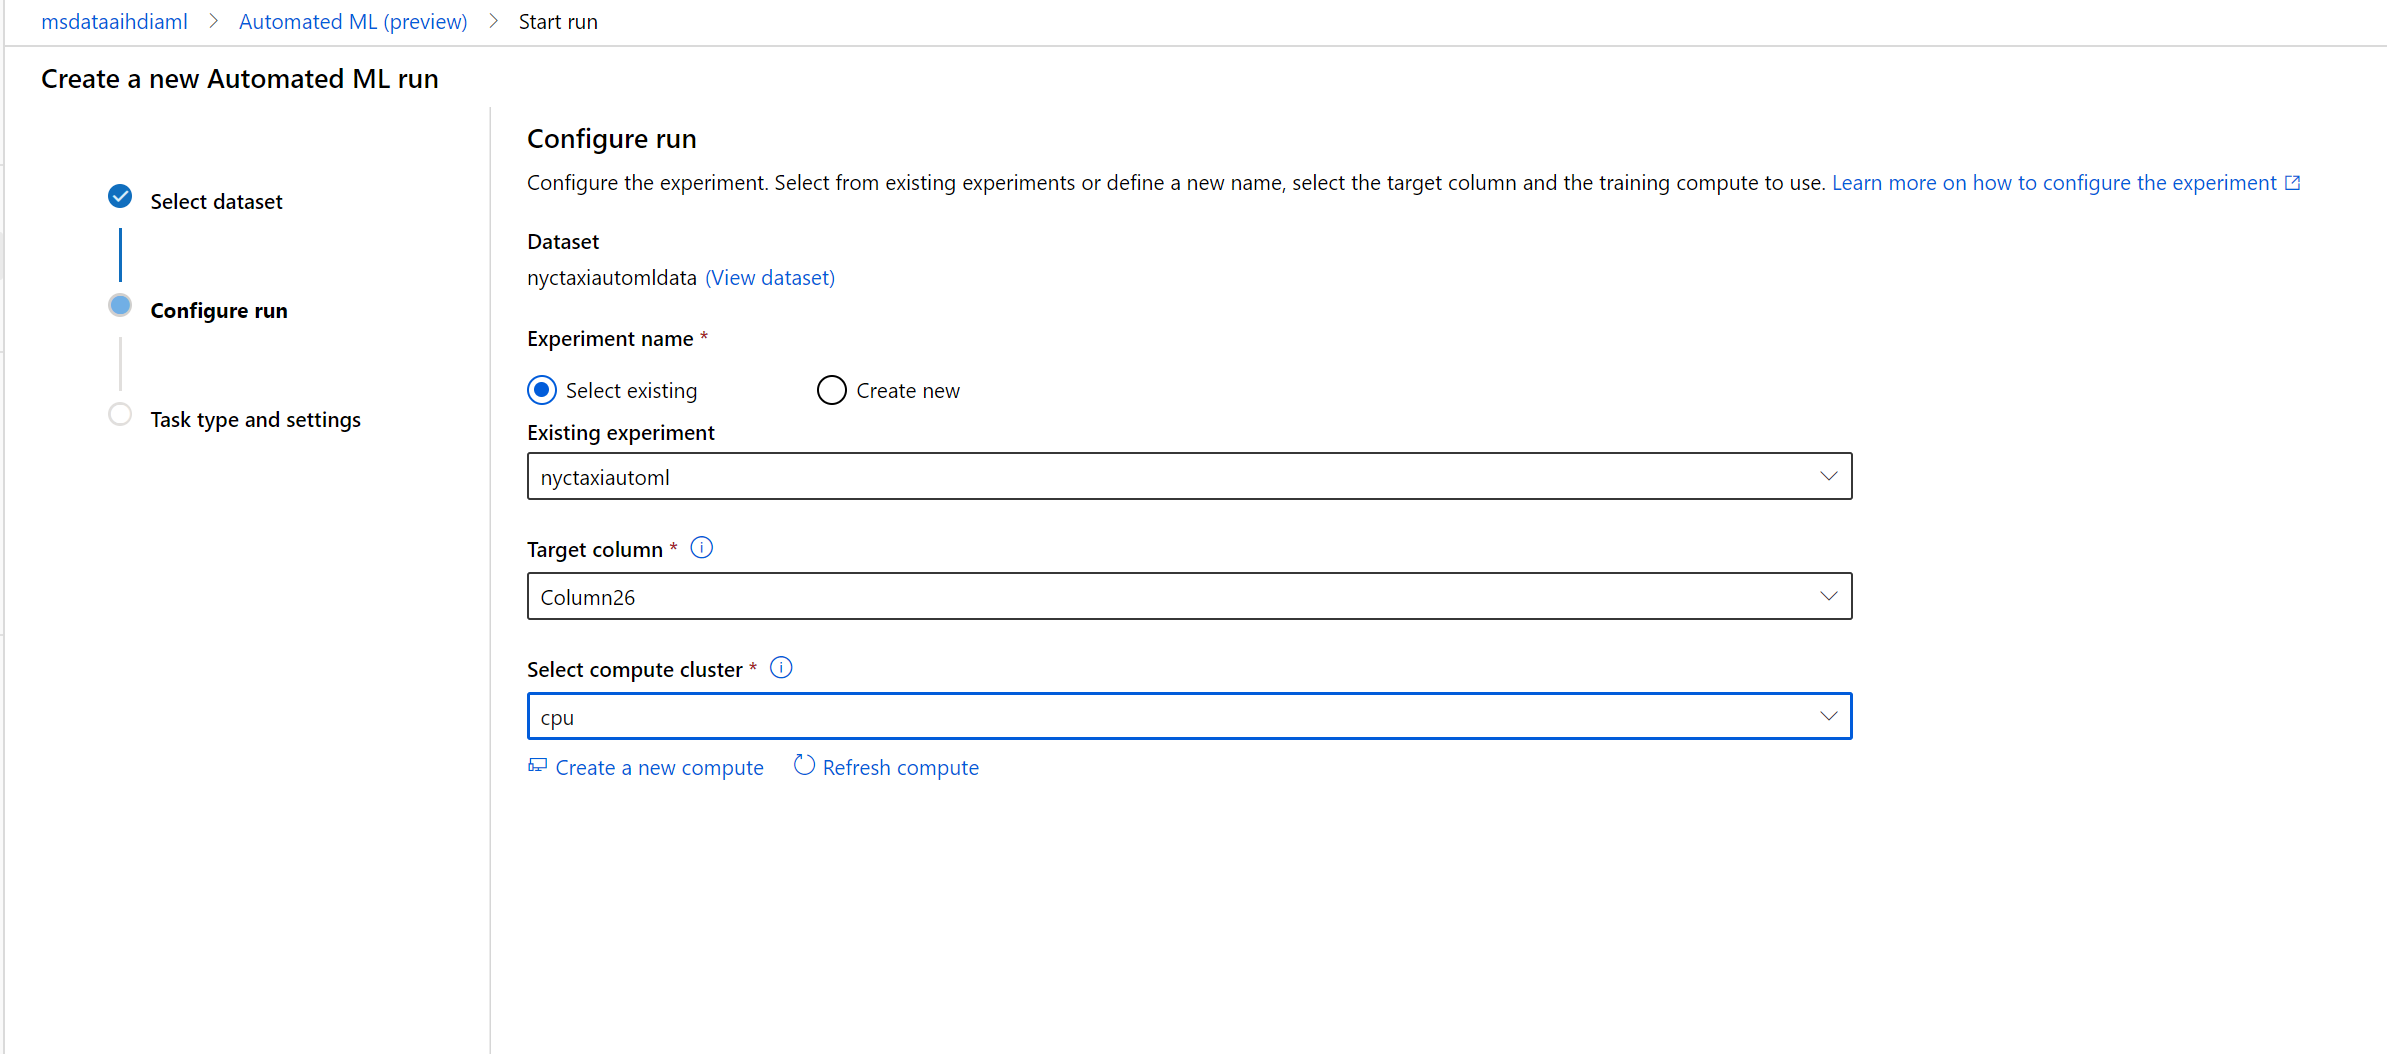 msdataaihdiaml > Automated ML (preview) > Start run
Create a new Automated ML run
Select dataset
Configure run
Task type and settings
Configure run
Configure the experiment. Select from existing experiments or define a new name, select the target column and the training compute to use. Learn more on how to configure the experiment
Dataset
nyctaxiautomldata (View dataset)
Experiment name *
Select existing
Create new
Existing experiment
nyctaxiautoml
Target column *
Column26
Select compute cluster *
cpu
Create a new compute
Refresh compute